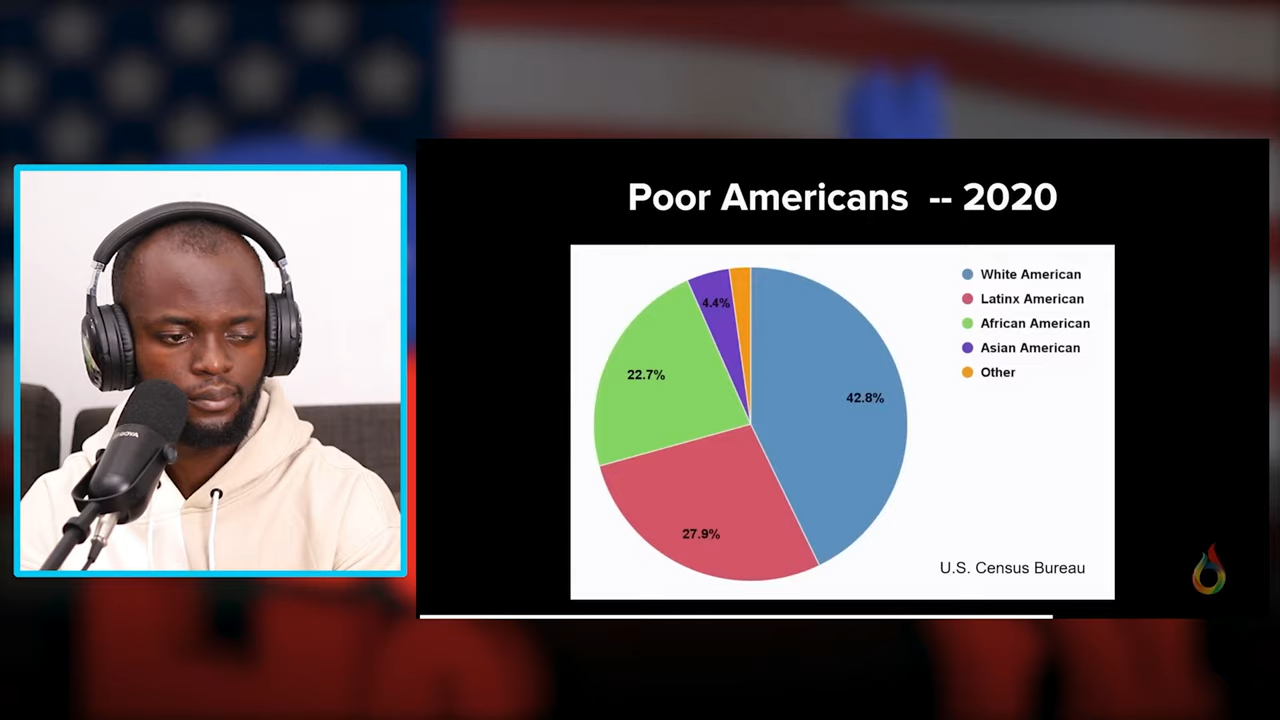 Poor Americans -- 2020
White American
Latinx American
African American
Asian American
Other
4.4%
22.7%
42.8%
27.9%
U.S. Census Bureau